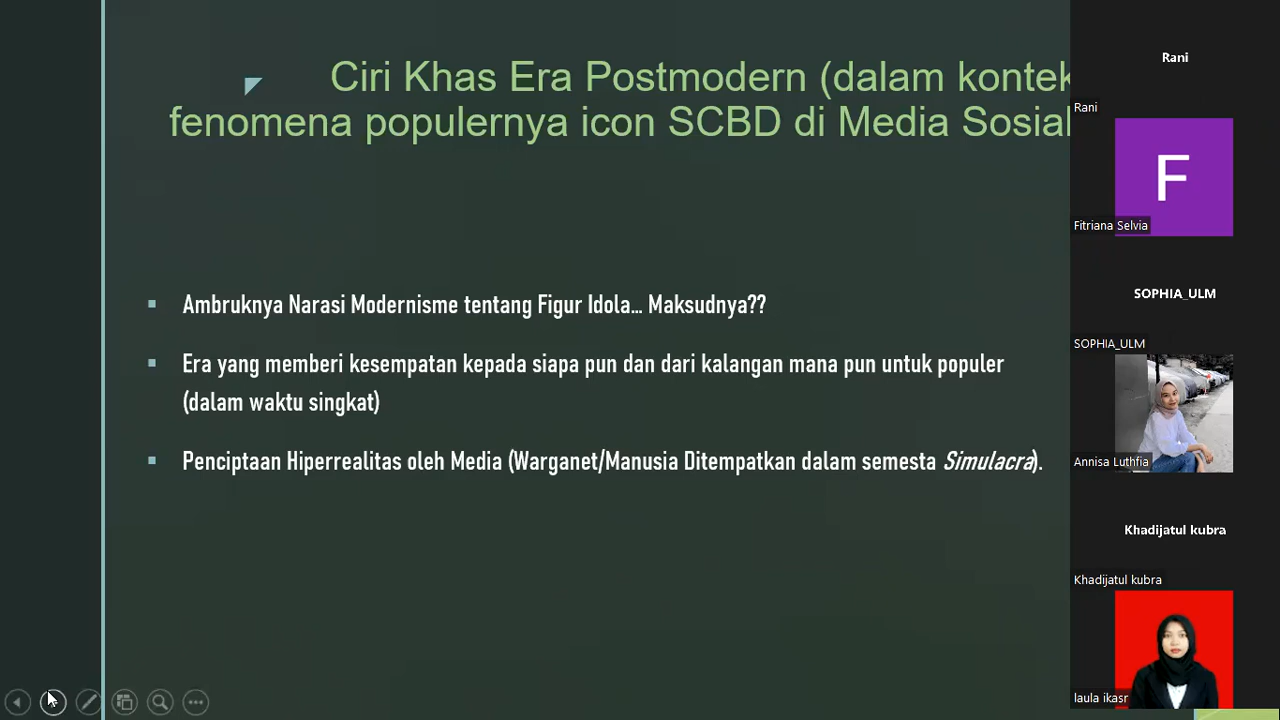 Ciri Khas Era Postmodern (dalam kontek
fenomena populernya icon SCBD di Media Sosial
Ambruknya Narasi Modernisme tentang Figur Idola... Maksudnya??
Era yang memberi kesempatan kepada siapa pun dan dari kalangan mana pun untuk populer
(dalam waktu singkat)
Penciptaan Hiperrealitas oleh Media (Warganet/Manusia Ditempatkan dalam semesta Simulacra).
Rani
Rani
F
Fitriana Selvia
SOPHIA_ULM
SOPHIA_ULM
Annisa Luthfia
Khadijatul kubra
Khadijatul kubra
laula ikasr